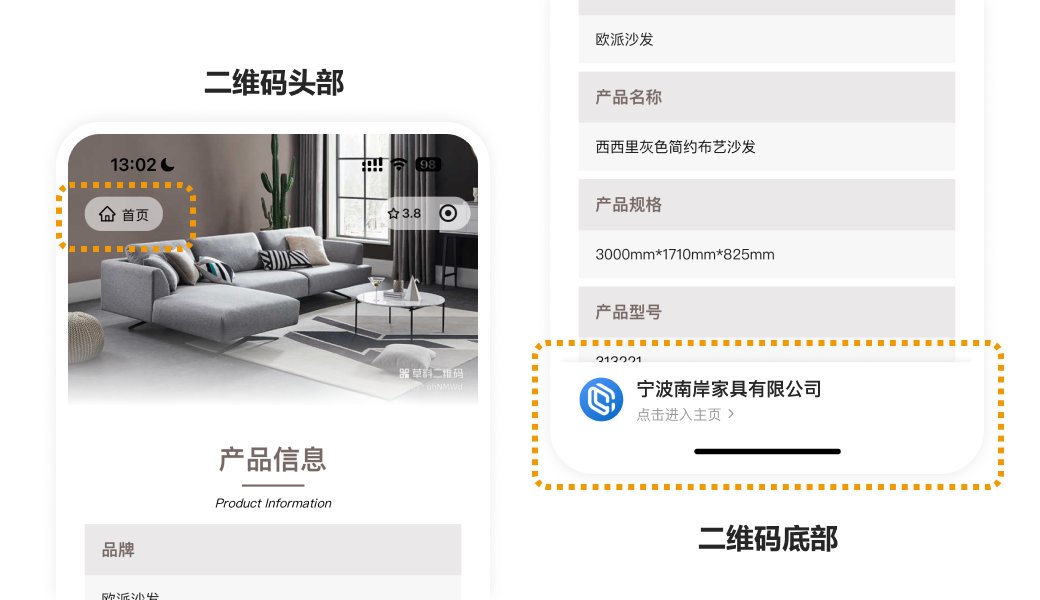 二维码头部
13:02
98
首页
3.8
草料二维码
产品信息
Product Information
品牌
欧派沙发
欧派沙发
产品名称
西西里灰色简约布艺沙发
产品规格
3000mm*1710mm*825mm
产品型号
313221
宁波南岸家具有限公司
点击进入主页 >
二维码底部